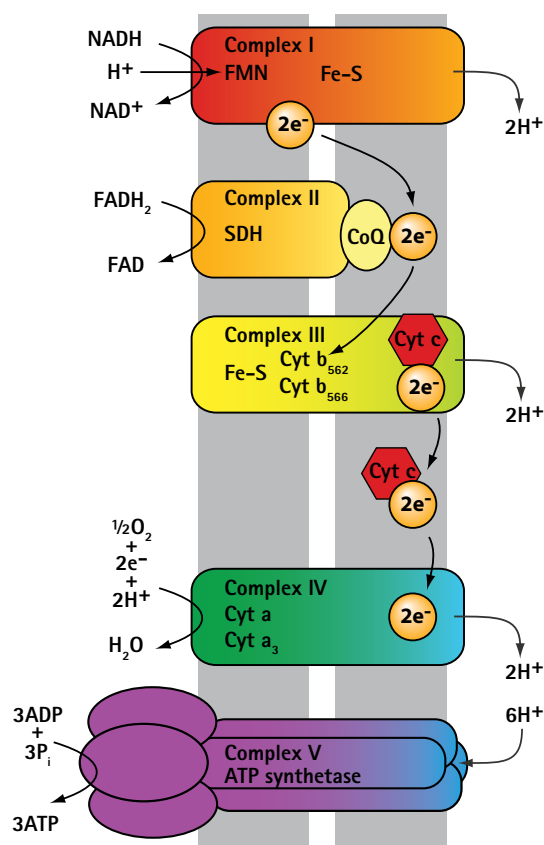 NADH
H⁺
NAD⁺
Complex I
FMN Fe–S
2e⁻
2H⁺
FADH₂
FAD
Complex II
SDH
CoQ
2e⁻
Complex III
Fe–S
Cyt b₅₆₂
Cyt b₅₆₆
Cyt c
2e⁻
2H⁺
Cyt c
2e⁻
½O₂
+
2e⁻
+
2H⁺
H₂O
Complex IV
Cyt a
Cyt a₃
2e⁻
2H⁺
6H⁺
3ADP
+
3Pᵢ
3ATP
Complex V
ATP synthetase